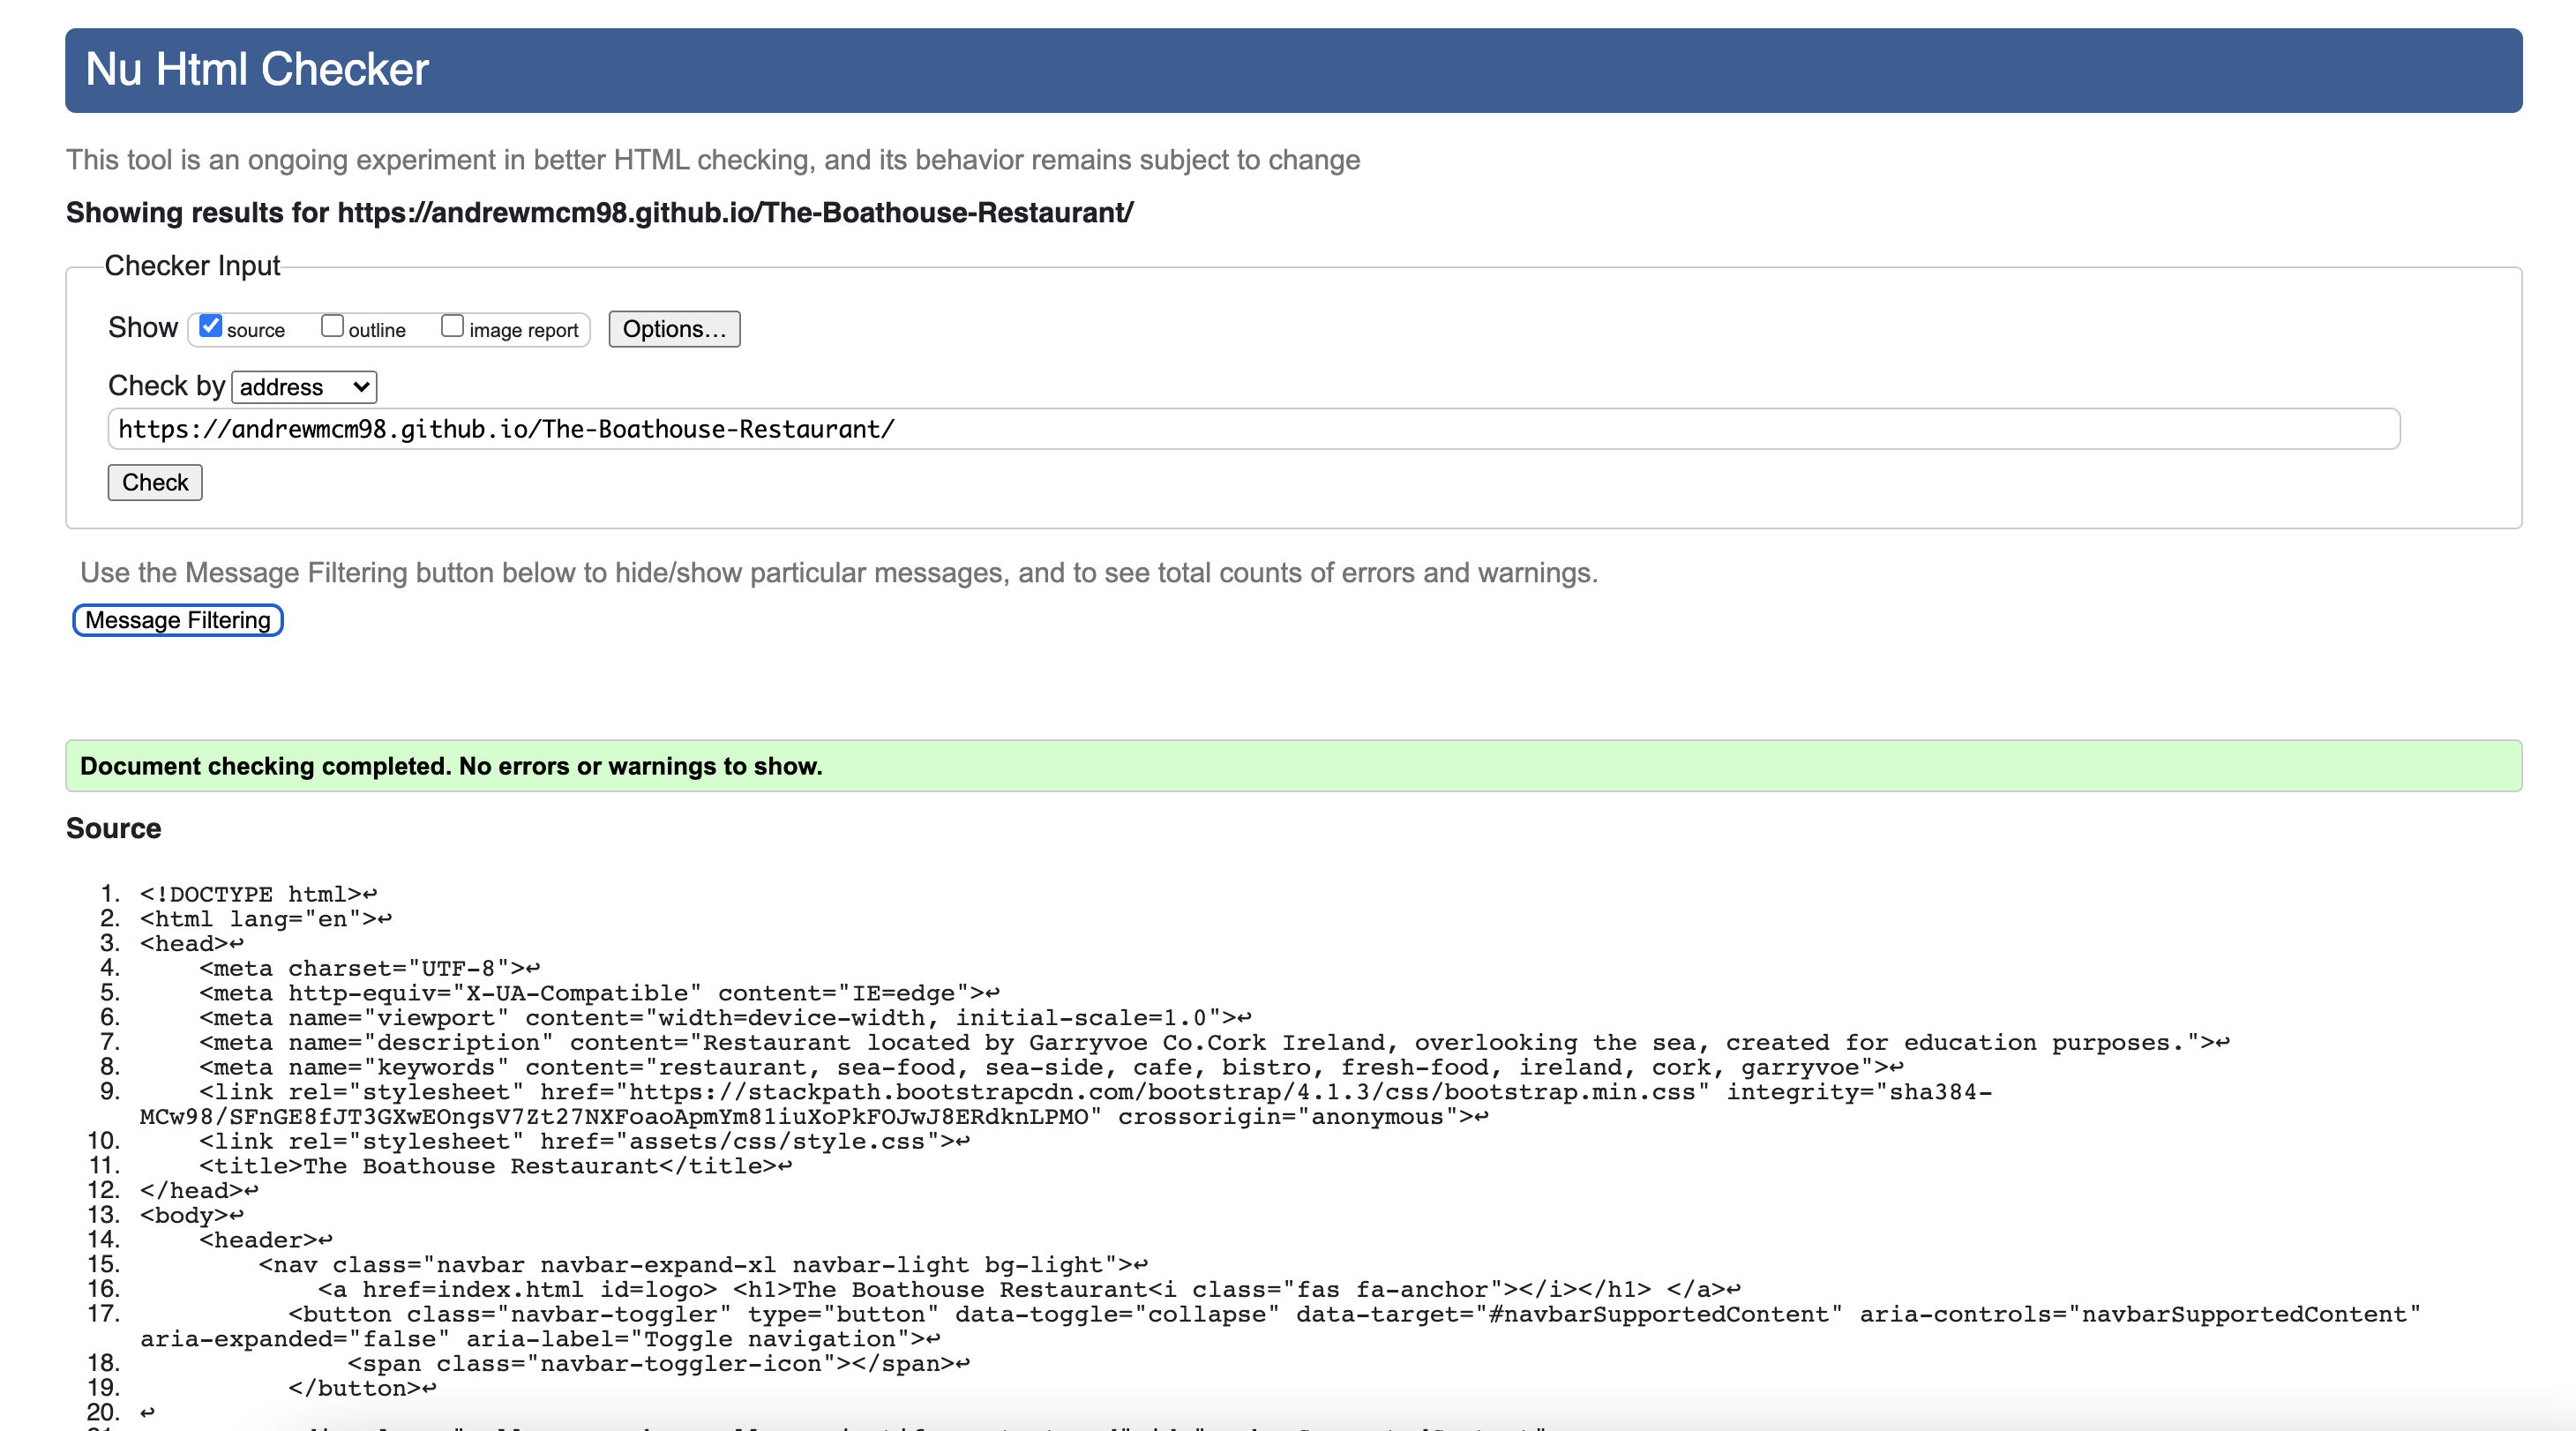 Nu Html Checker
This tool is an ongoing experiment in better HTML checking, and its behavior remains subject to change
Showing results for https://andrewmcm98.github.io/The-Boathouse-Restaurant/
Checker Input
Show source outline image report Options...
Check by address
https://andrewmcm98.github.io/The-Boathouse-Restaurant/
Check
Use the Message Filtering button below to hide/show particular messages, and to see total counts of errors and warnings.
Message Filtering
Document checking completed. No errors or warnings to show.
Source
1. <!DOCTYPE html>↩
2. <html lang="en">↩
3. <head>↩
4. <meta charset="UTF-8">↩
5. <meta http-equiv="X-UA-Compatible" content="IE=edge">↩
6. <meta name="viewport" content="width=device-width, initial-scale=1.0">↩
7. <meta name="description" content="Restaurant located by Garryvoe Co.Cork Ireland, overlooking the sea, created for education purposes.">↩
8. <meta name="keywords" content="restaurant, sea-food, sea-side, cafe, bistro, fresh-food, ireland, cork, garryvoe">↩
9. <link rel="stylesheet" href="https://stackpath.bootstrapcdn.com/bootstrap/4.1.3/css/bootstrap.min.css" integrity="sha384-
MCw98/SFnGE8fJT3GXwEOngsV7Zt27NXFoaoApmYm81iuXoPkFOJwJ8ERdknLPMO" crossorigin="anonymous">↩
10. <link rel="stylesheet" href="assets/css/style.css">↩
11. <title>The Boathouse Restaurant</title>↩
12. </head>↩
13. <body>↩
14. <header>↩
15. <nav class="navbar navbar-expand-xl navbar-light bg-light">↩
16. <a href=index.html id=logo> <h1>The Boathouse Restaurant<i class="fas fa-anchor"></i></h1> </a>↩
17. <button class="navbar-toggler" type="button" data-toggle="collapse" data-target="#navbarSupportedContent" aria-controls="navbarSupportedContent"
aria-expanded="false" aria-label="Toggle navigation">↩
18. <span class="navbar-toggler-icon"></span>↩
19. </button>↩
20. ↩